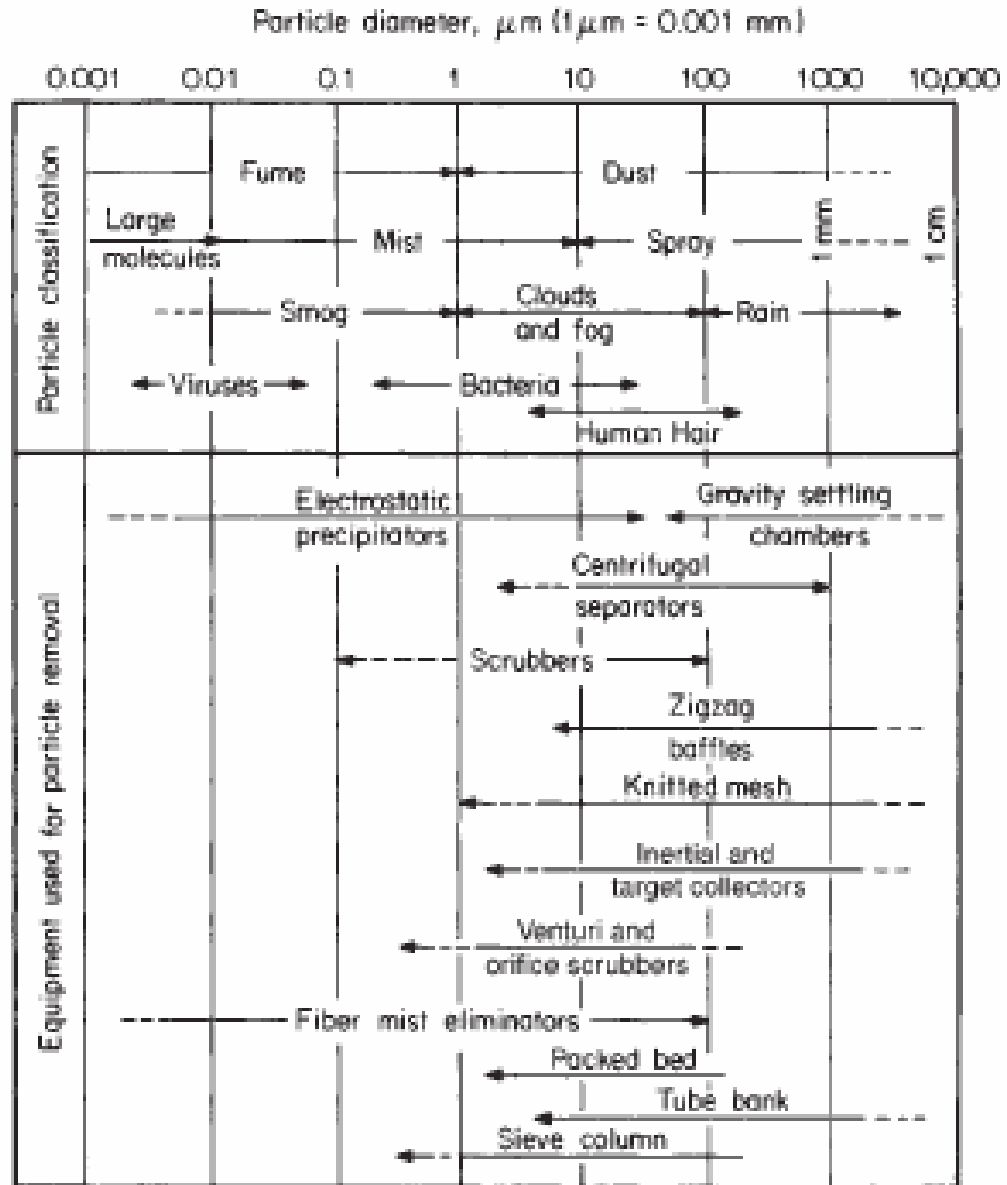 Particle diameter, μm (1μm = 0.001 mm)
0.001 0.01 0.1 1 10 100 1000 10,000
Particle classification
Fume Dust
Large
molecules
Mist Spray
1 mm
1 cm
Smog
Clouds
and fog
Rain
Viruses Bacteria
Human Hair
Equipment used for particle removal
Electrostatic
precipitators
Gravity settling
chambers
Centrifugal
separators
Scrubbers
Zigzag
baffles
Knitted mesh
Inertial and
target collectors
Venturi and
orifice scrubbers
Fiber mist eliminators
Packed bed
Tube bank
Sieve column